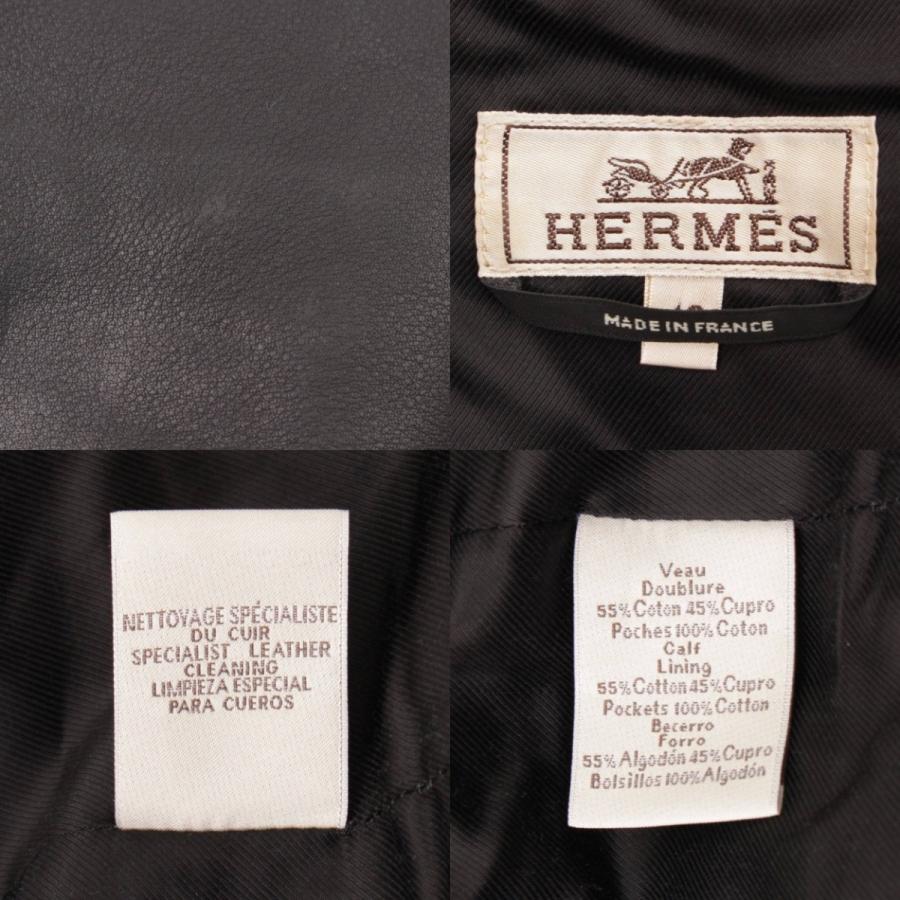 HERMÈS
MADE IN FRANCE
NETTOYAGE SPÉCIALISTE
DU CUIR
SPECIALIST LEATHER
CLEANING
LIMPIEZA ESPECIAL
PARA CUEROS
Veau
Doublure
55% Coton 45% Cupro
Poches 100% Coton
Calf
Lining
55% Cotton 45% Cupro
Pockets 100% Cotton
Becerro
Forro
55% Algodón 45% Cupro
Bolsillos 100% Algodón